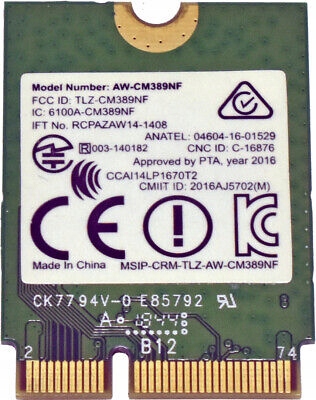 Model Number: AW-CM389NF
FCC ID: TLZ-CM389NF
IC: 6100A-CM389NF
IFT No. RCPAZAW14-1408
ANATEL: 04604-16-01529
R 003-140182 CNC ID: C-16876
Approved by PTA, year 2016
CCAI14LP1670T2
CMIIT ID: 2016AJ5702(M)
CE
Made In China MSIP-CRM-TLZ-AW-CM389NF
CK7794V-0 E85792
1844
2 B12 74